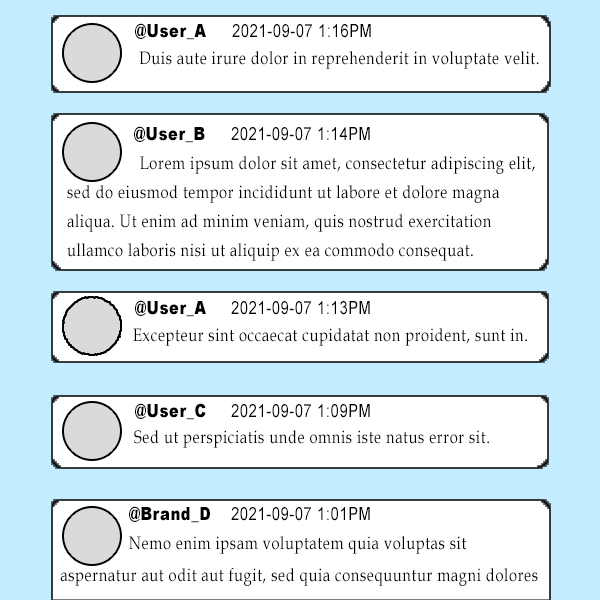 @User_A 2021-09-07 1:16PM
Duis aute irure dolor in reprehenderit in voluptate velit.
@User_B 2021-09-07 1:14PM
Lorem ipsum dolor sit amet, consectetur adipiscing elit,
sed do eiusmod tempor incididunt ut labore et dolore magna
aliqua. Ut enim ad minim veniam, quis nostrud exercitation
ullamco laboris nisi ut aliquip ex ea commodo consequat.
@User_A 2021-09-07 1:13PM
Excepteur sint occaecat cupidatat non proident, sunt in.
@User_C 2021-09-07 1:09PM
Sed ut perspiciatis unde omnis iste natus error sit.
@Brand_D 2021-09-07 1:01PM
Nemo enim ipsam voluptatem quia voluptas sit
aspernatur aut odit aut fugit, sed quia consequuntur magni dolores